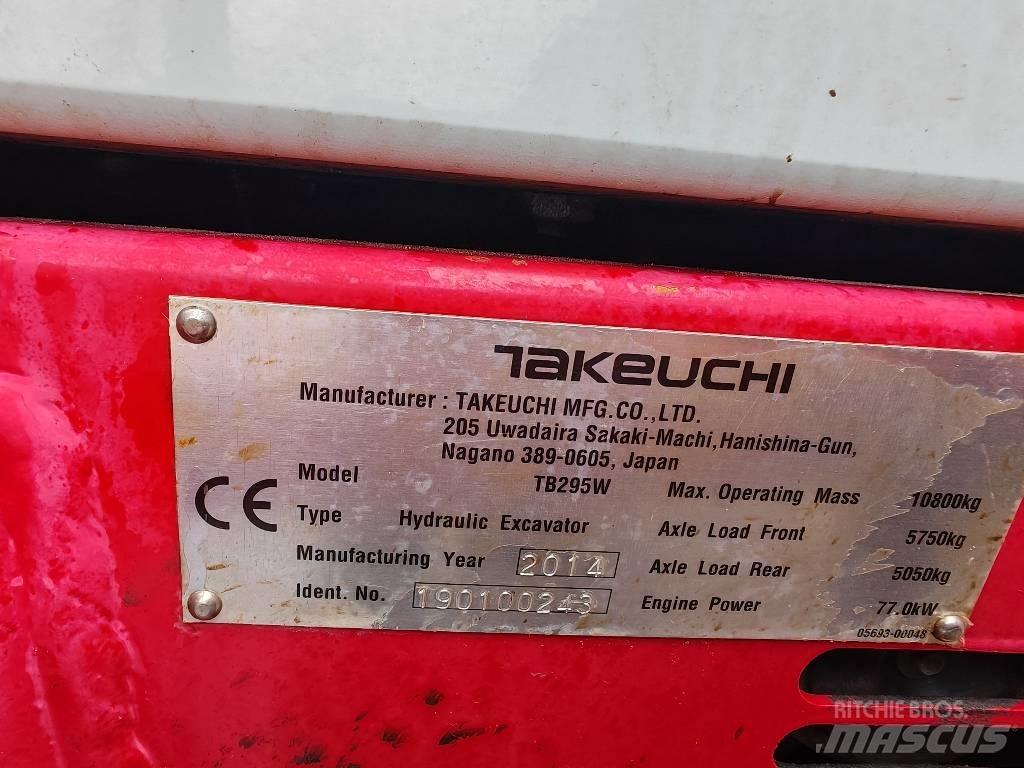 TAKEUCHI
Manufacturer : TAKEUCHI MFG.CO.,LTD.
205 Uwadaira Sakaki-Machi, Hanishina-Gun,
Nagano 389-0605, Japan
Model TB295W Max. Operating Mass 10800kg
CE Type Hydraulic Excavator Axle Load Front 5750kg
Manufacturing Year 2014 Axle Load Rear 5050kg
Ident. No. 190100243 Engine Power 77.0kW
05693-00048
RITCHIE BROS.
MASCUS